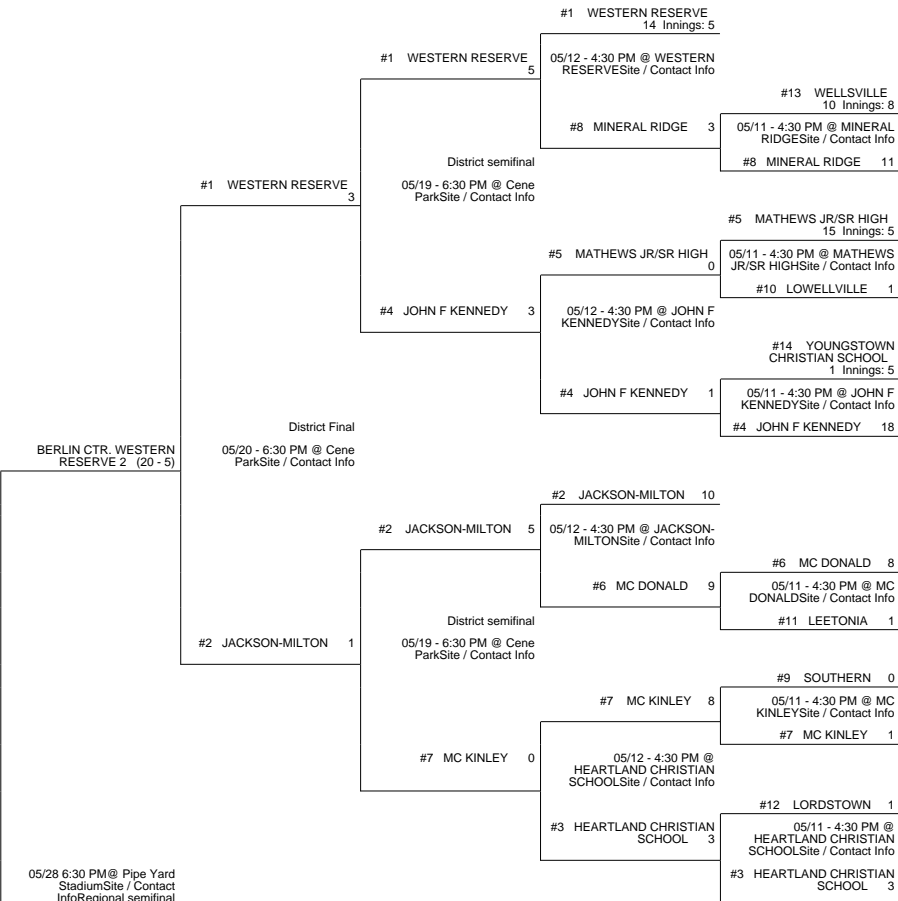 #1 WESTERN RESERVE
14 Innings: 5
#1 WESTERN RESERVE
5
05/12 - 4:30 PM @ WESTERN
RESERVESite / Contact Info
#13 WELLSVILLE
10 Innings: 8
#8 MINERAL RIDGE 3
05/11 - 4:30 PM @ MINERAL
RIDGESite / Contact Info
#8 MINERAL RIDGE 11
District semifinal
05/19 - 6:30 PM @ Cene
ParkSite / Contact Info
#1 WESTERN RESERVE
3
#5 MATHEWS JR/SR HIGH
15 Innings: 5
#5 MATHEWS JR/SR HIGH
0
05/11 - 4:30 PM @ MATHEWS
JR/SR HIGHSite / Contact Info
#10 LOWELLVILLE 1
#4 JOHN F KENNEDY 3
05/12 - 4:30 PM @ JOHN F
KENNEDYSite / Contact Info
#14 YOUNGSTOWN
CHRISTIAN SCHOOL
1 Innings: 5
#4 JOHN F KENNEDY 1
05/11 - 4:30 PM @ JOHN F
KENNEDYSite / Contact Info
#4 JOHN F KENNEDY 18
District Final
05/20 - 6:30 PM @ Cene
ParkSite / Contact Info
BERLIN CTR. WESTERN
RESERVE 2 (20 - 5)
#2 JACKSON-MILTON 10
#2 JACKSON-MILTON 5
05/12 - 4:30 PM @ JACKSON-
MILTONSite / Contact Info
#6 MC DONALD 8
#6 MC DONALD 9
05/11 - 4:30 PM @ MC
DONALDSite / Contact Info
#11 LEETONIA 1
District semifinal
05/19 - 6:30 PM @ Cene
ParkSite / Contact Info
#2 JACKSON-MILTON 1
#9 SOUTHERN 0
#7 MC KINLEY 8
05/11 - 4:30 PM @ MC
KINLEYSite / Contact Info
#7 MC KINLEY 1
#7 MC KINLEY 0
05/12 - 4:30 PM @
HEARTLAND CHRISTIAN
SCHOOLSite / Contact Info
#12 LORDSTOWN 1
#3 HEARTLAND CHRISTIAN
SCHOOL 3
05/11 - 4:30 PM @
HEARTLAND CHRISTIAN
SCHOOLSite / Contact Info
#3 HEARTLAND CHRISTIAN
SCHOOL 3
05/28 6:30 PM@ Pipe Yard
StadiumSite / Contact
InfoRegional semifinal